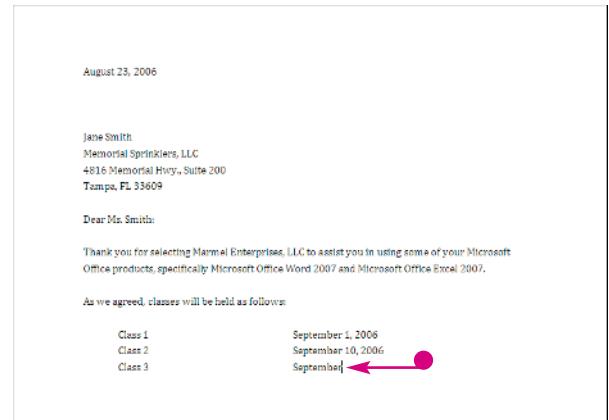 August 23, 2006
Jane Smith
Memorial Sprinklers, LLC
4816 Memorial Hwy., Suite 200
Tampa, FL 33609
Dear Ms. Smith:
Thank you for selecting Marmel Enterprises, LLC to assist you in using some of your Microsoft
Office products, specifically Microsoft Office Word 2007 and Microsoft Office Excel 2007.
As we agreed, classes will be held as follows:
Class 1 September 1, 2006
Class 2 September 10, 2006
Class 3 September